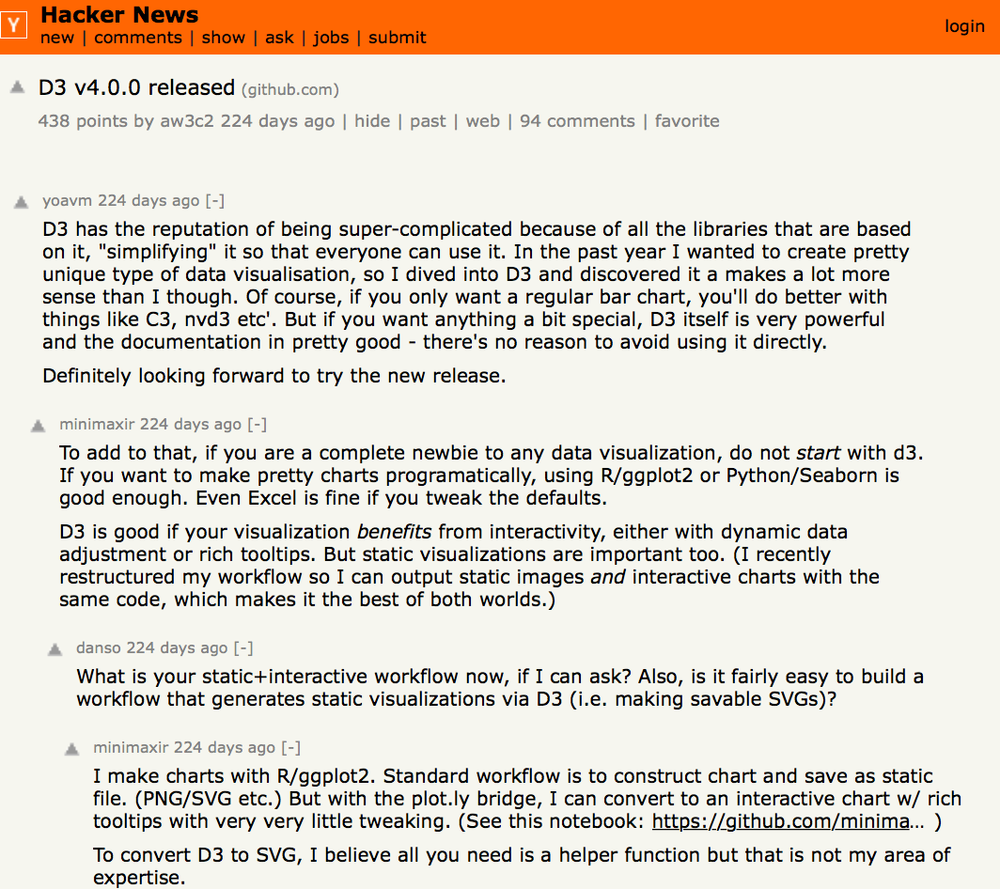 Y
Hacker News
new | comments | show | ask | jobs | submit
login
D3 v4.0.0 released (github.com)
438 points by aw3c2 224 days ago | hide | past | web | 94 comments | favorite
yoavm 224 days ago [-]
D3 has the reputation of being super-complicated because of all the libraries that are based
on it, "simplifying" it so that everyone can use it. In the past year I wanted to create pretty
unique type of data visualisation, so I dived into D3 and discovered it a makes a lot more
sense than I though. Of course, if you only want a regular bar chart, you'll do better with
things like C3, nvd3 etc'. But if you want anything a bit special, D3 itself is very powerful
and the documentation in pretty good - there's no reason to avoid using it directly.
Definitely looking forward to try the new release.
minimaxir 224 days ago [-]
To add to that, if you are a complete newbie to any data visualization, do not start with d3.
If you want to make pretty charts programatically, using R/ggplot2 or Python/Seaborn is
good enough. Even Excel is fine if you tweak the defaults.
D3 is good if your visualization benefits from interactivity, either with dynamic data
adjustment or rich tooltips. But static visualizations are important too. (I recently
restructured my workflow so I can output static images and interactive charts with the
same code, which makes it the best of both worlds.)
danso 224 days ago [-]
What is your static+interactive workflow now, if I can ask? Also, is it fairly easy to build a
workflow that generates static visualizations via D3 (i.e. making savable SVGs)?
minimaxir 224 days ago [-]
I make charts with R/ggplot2. Standard workflow is to construct chart and save as static
file. (PNG/SVG etc.) But with the plot.ly bridge, I can convert to an interactive chart w/ rich
tooltips with very very little tweaking. (See this notebook: https://github.com/minima... )
To convert D3 to SVG, I believe all you need is a helper function but that is not my area of
expertise.